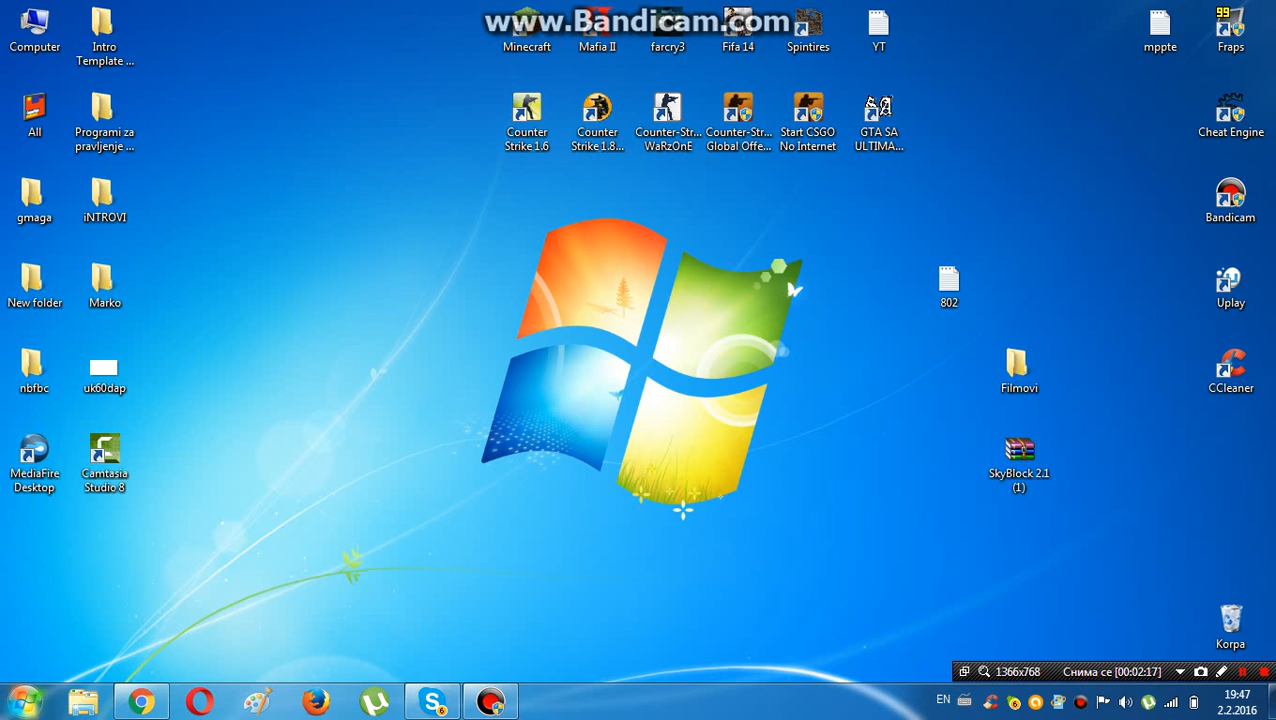 www.Bandicam.com
Computer
Intro
Template ...
Minecraft
Mafia II
farcry3
Fifa 14
Spintires
YT
mppte
99
Fraps
All
Programi za
pravljenje ...
Counter
Strike 1.6
Counter
Strike 1.8...
Counter-Str...
WaRzOnE
Counter-Str...
Global Offe...
Start CSGO
No Internet
GTA SA
ULTIMA...
Cheat Engine
gmaga
iNTROVI
Bandicam
New folder
Marko
802
Uplay
nbfbc
uk60dap
Filmovi
CCleaner
MediaFire
Desktop
Camtasia
Studio 8
SkyBlock 2.1
(1)
Korpa
1366x768
Снима се [00:02:17]
EN
19:47
2.2.2016